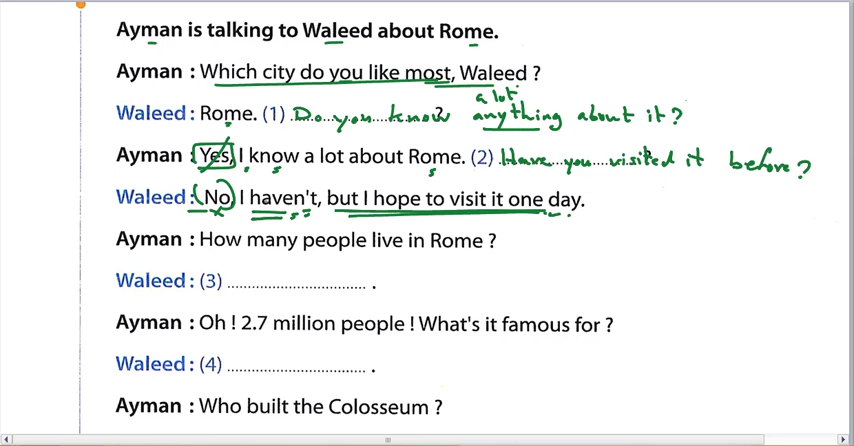 Ayman is talking to Waleed about Rome.
Ayman : Which city do you like most, Waleed ?
a lot
Waleed : Rome. (1) Do you know anything about it ?
Ayman : Yes, I know a lot about Rome. (2) Have you visited it before ?
Waleed : No, I haven't, but I hope to visit it one day.
Ayman : How many people live in Rome ?
Waleed : (3) .................................. .
Ayman : Oh ! 2.7 million people ! What's it famous for ?
Waleed : (4) .................................. .
Ayman : Who built the Colosseum ?